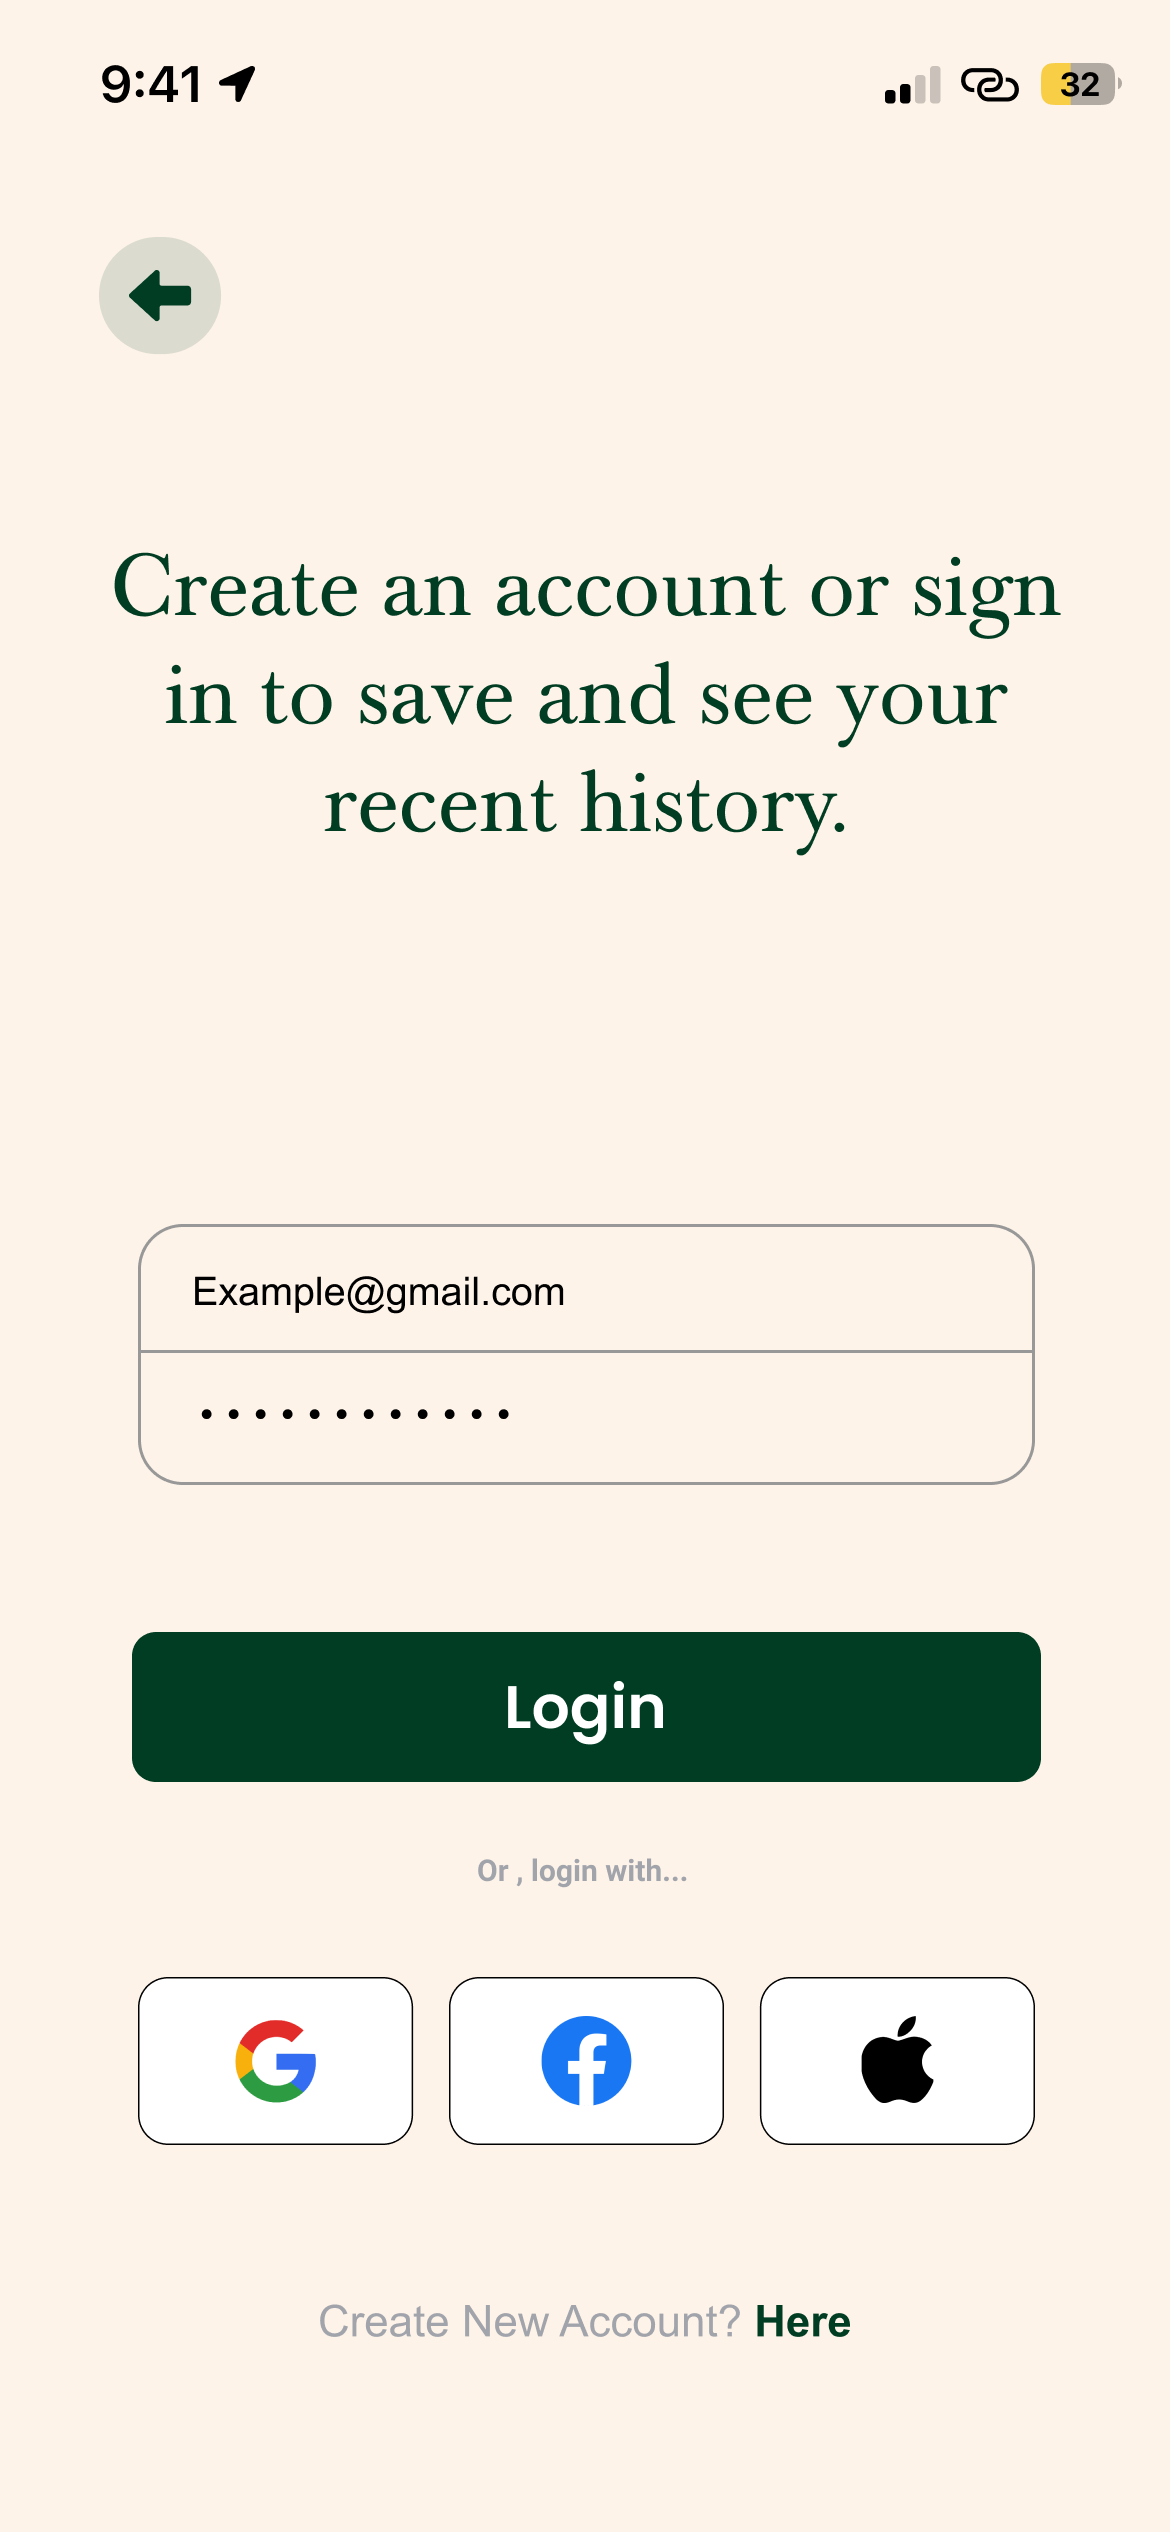 9:41
32
Create an account or sign
in to save and see your
recent history.
Example@gmail.com
............
Login
Or , login with...
Create New Account? Here